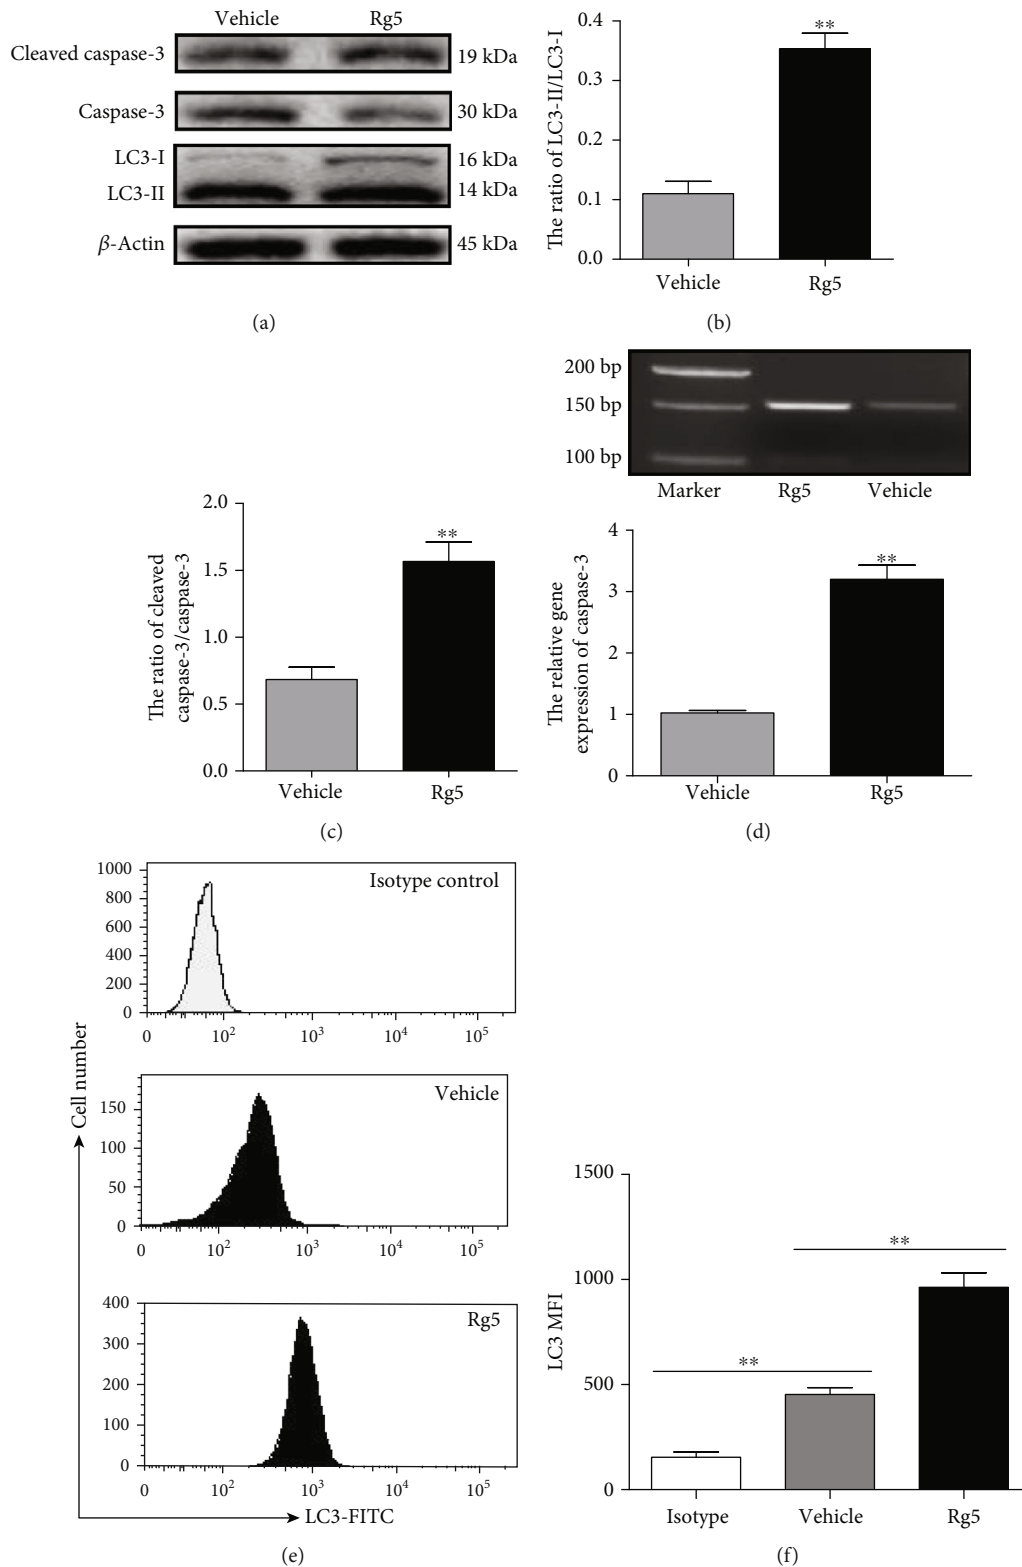 Vehicle Rg5
Cleaved caspase-3 19 kDa
Caspase-3 30 kDa
LC3-I 16 kDa
LC3-II 14 kDa
β-Actin 45 kDa
(a)
The ratio of LC3-II/LC3-I
0.4
0.3
0.2
0.1
0.0
**
Vehicle Rg5
(b)
The ratio of cleaved
caspase-3/caspase-3
2.0
1.5
1.0
0.5
0.0
**
Vehicle Rg5
(c)
200 bp
150 bp
100 bp
Marker Rg5 Vehicle
The relative gene
expression of caspase-3
4
3
2
1
0
**
Vehicle Rg5
(d)
Cell number
Isotype control
1000
800
600
400
200
0
0 10² 10³ 10⁴ 10⁵
Vehicle
150
100
50
0
0 10² 10³ 10⁴ 10⁵
Rg5
400
300
200
100
0
0 10² 10³ 10⁴ 10⁵
LC3-FITC
(e)
LC3 MFI
1500
1000
500
0
**
**
Isotype Vehicle Rg5
(f)